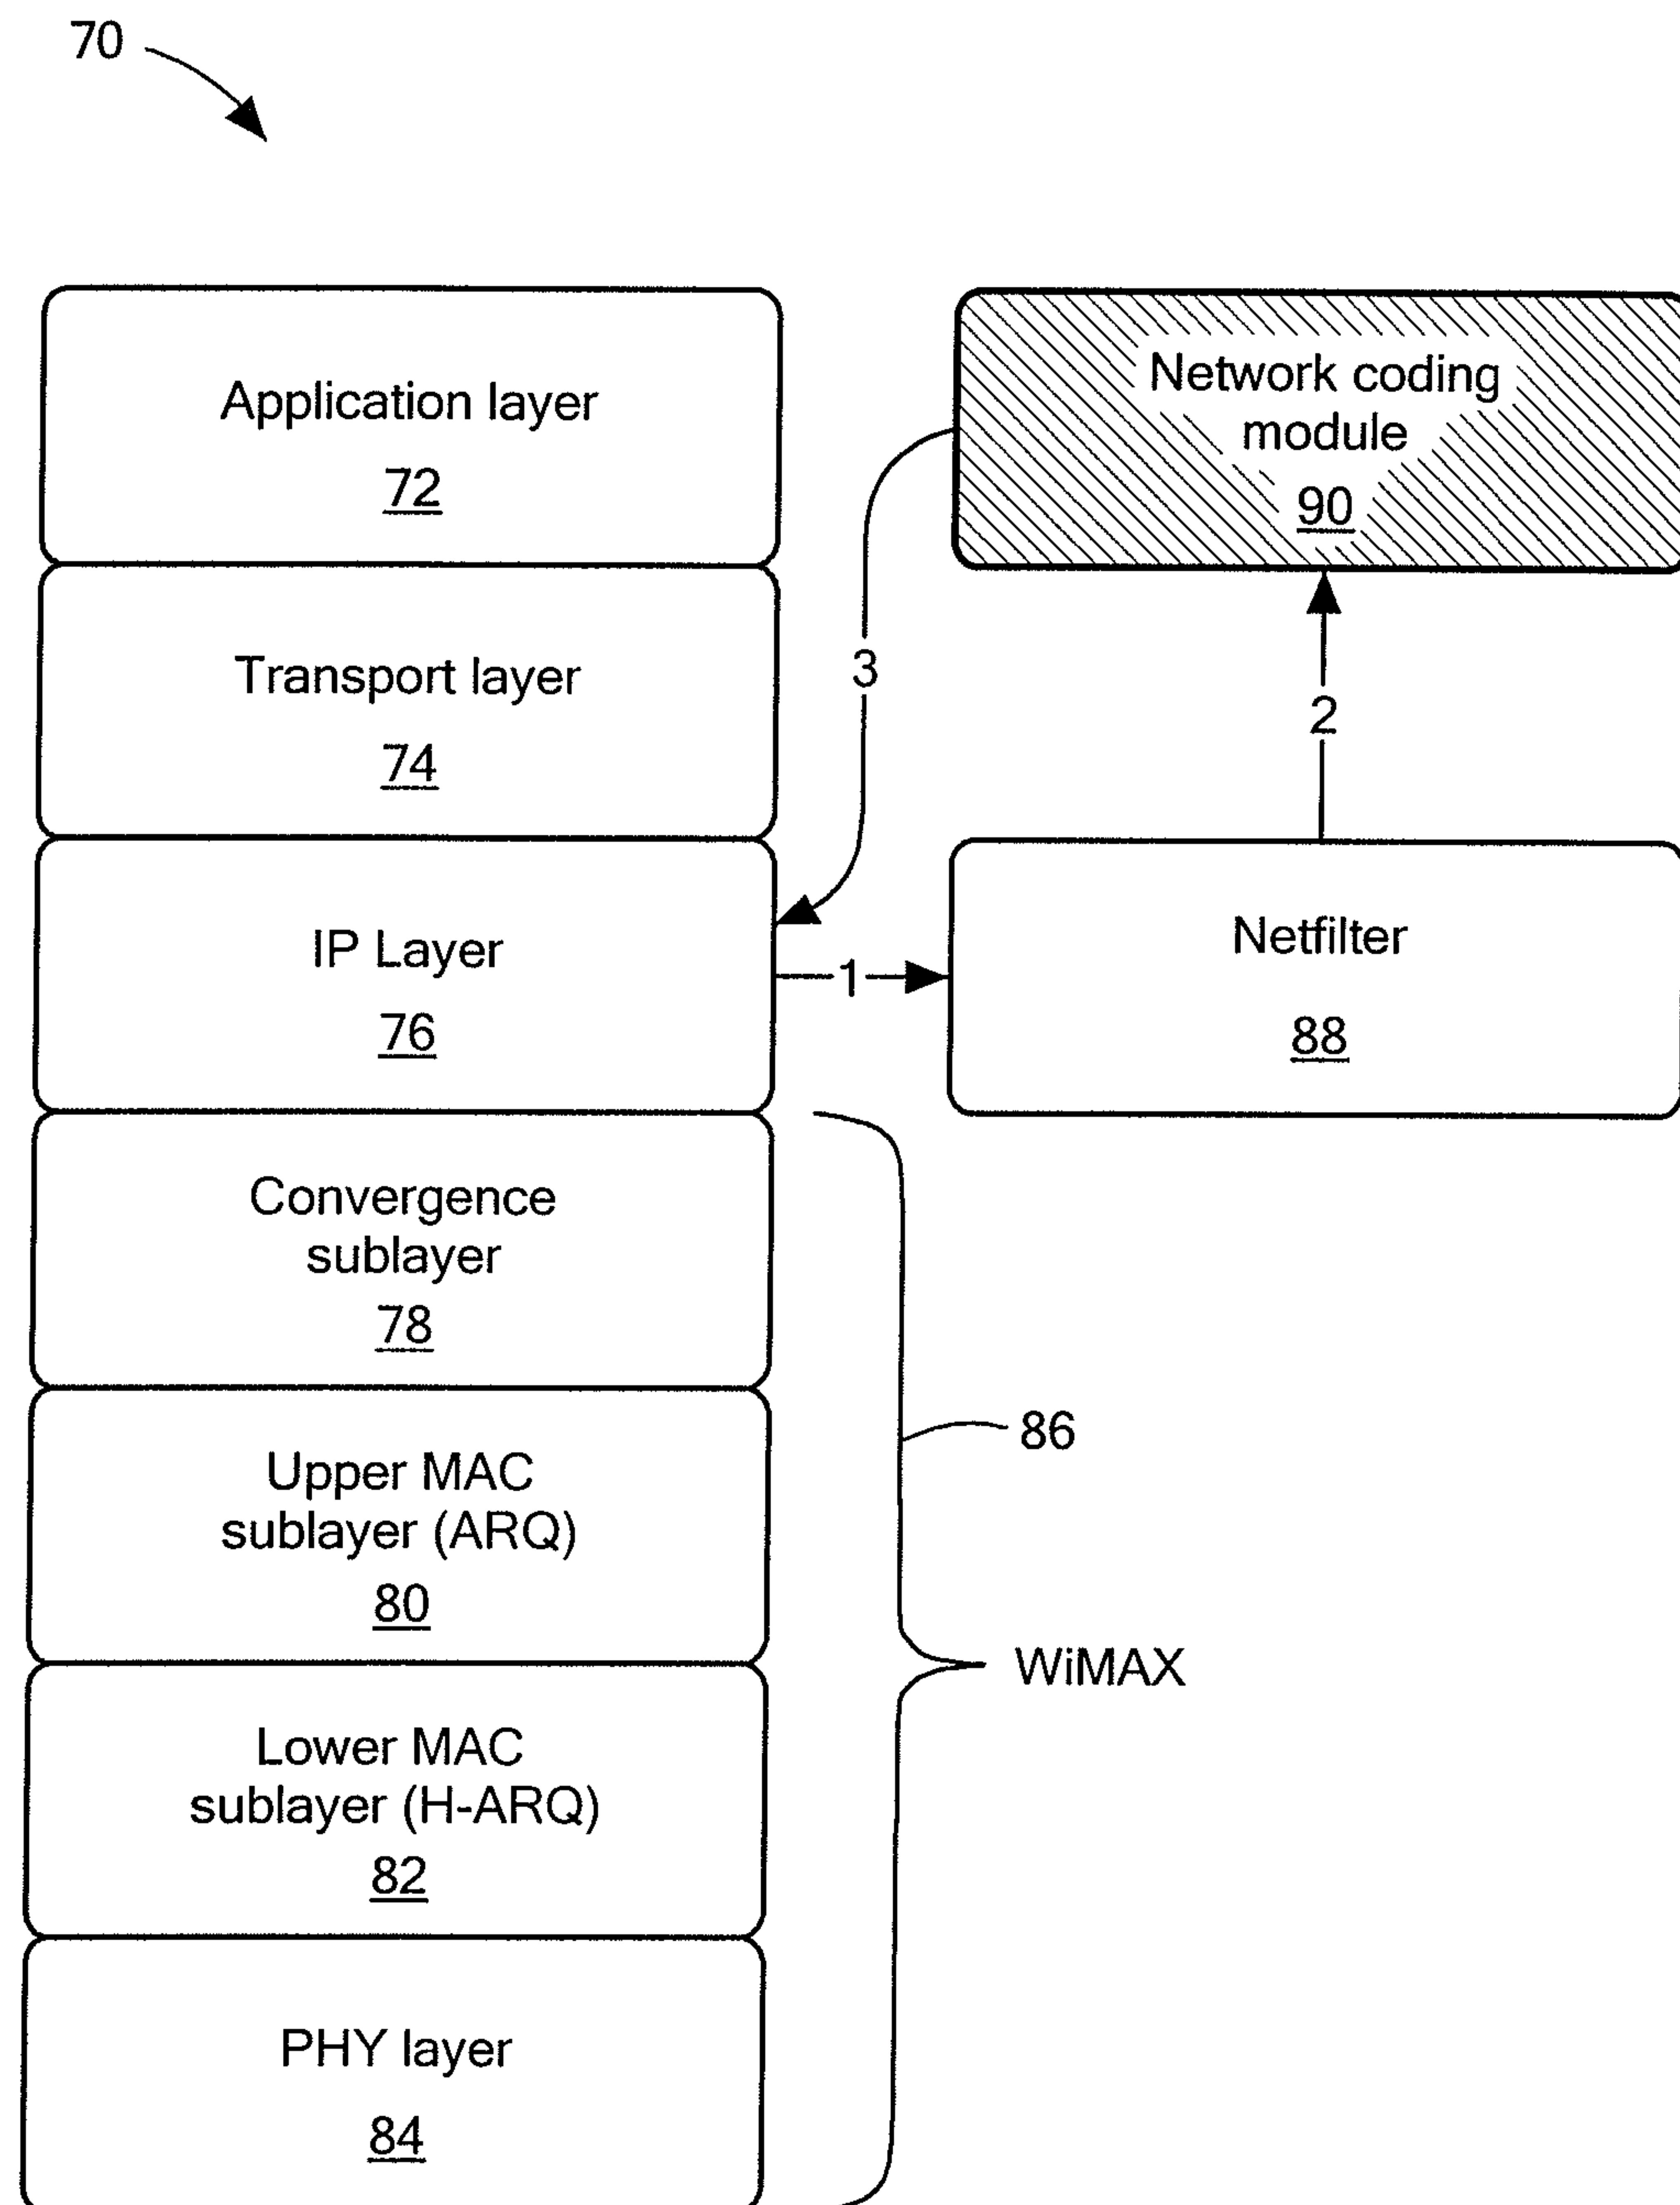 70
Application layer
72
Network coding
module
90
Transport layer
74
3
2
IP Layer
76
1
Netfilter
88
Convergence
sublayer
78
Upper MAC
sublayer (ARQ)
80
86
WiMAX
Lower MAC
sublayer (H-ARQ)
82
PHY layer
84